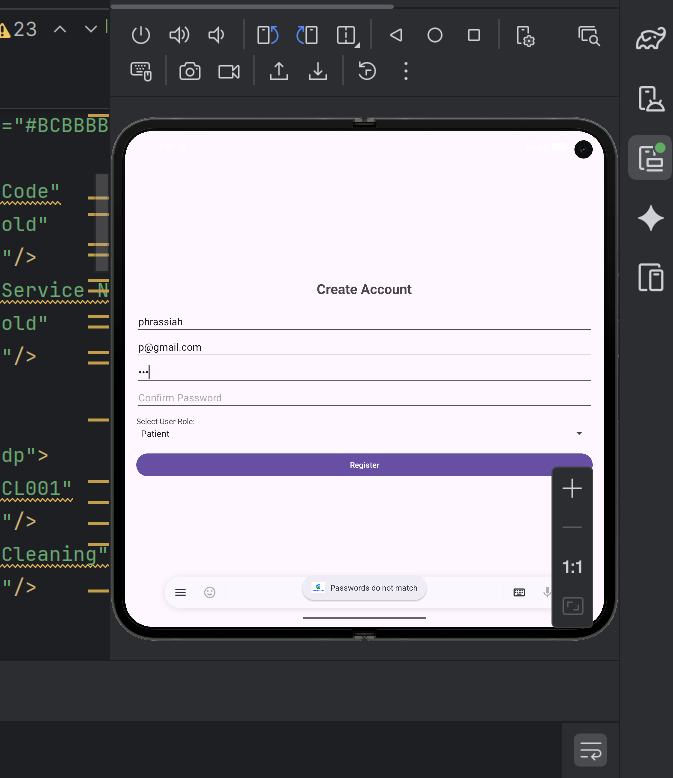 23
="#BCBBBB
Code"
old"
"/>
Service N
old"
"/>
dp">
CL001"
"/>
Cleaning"
"/>
Create Account
phrassiah
p@gmail.com
•••
Confirm Password
Select User Role:
Patient
Register
Passwords do not match
1:1